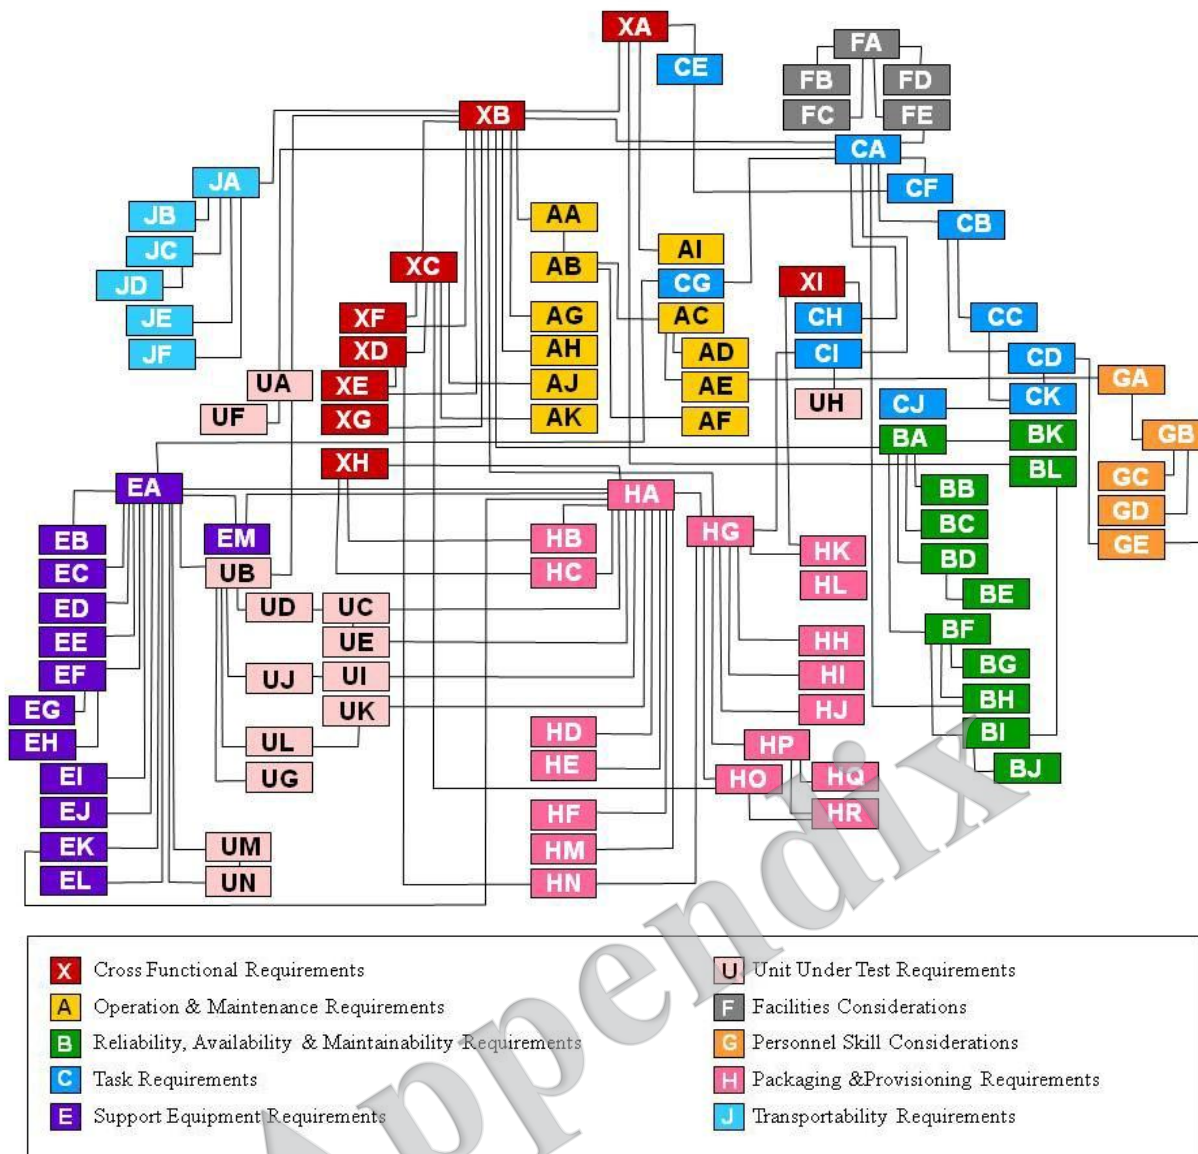 XA
CE
FA
FB FD
FC FE
XB
CA
JA
CF
JB AA
CB
JC AI
XC AB
JD CG XI
JE XF AG AC CH CC
JF XD AH AD CI CD
UA XE AJ AE GA
UF XG AK AF UH CJ CK
BA BK GB
XH BL
EA HA GC
BB
GD
EB EM HB HG BC GE
EC UB HC HK BD
HL BE
ED UD UC
EE UE HH BF
EF UJ UI HI BG
EG UK HJ BH
EH UL HD HP BI
EI UG HE HO HQ BJ
EJ HF HR
EK UM HM
EL UN HN
Appendix
X Cross Functional Requirements
A Operation & Maintenance Requirements
B Reliability, Availability & Maintainability Requirements
C Task Requirements
E Support Equipment Requirements
U Unit Under Test Requirements
F Facilities Considerations
G Personnel Skill Considerations
H Packaging &Provisioning Requirements
J Transportability Requirements